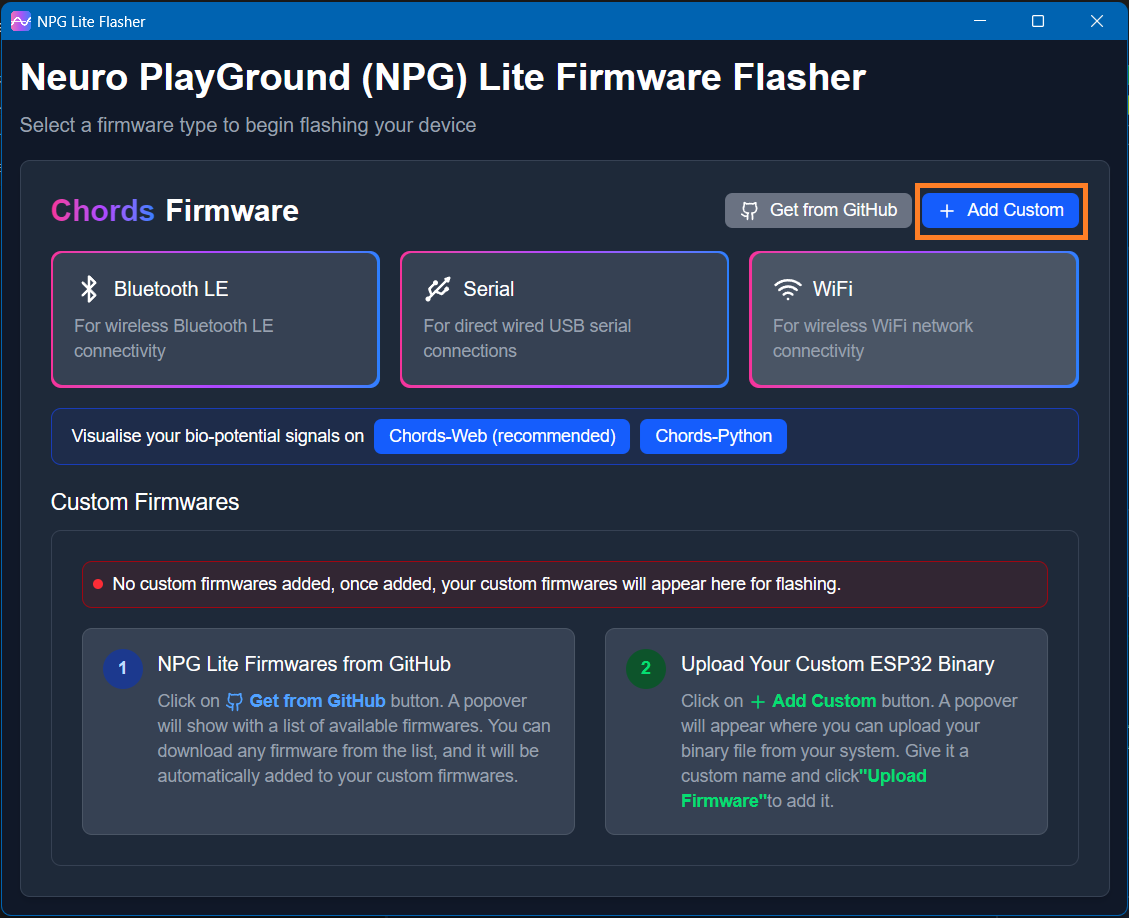 NPG Lite Flasher
Neuro PlayGround (NPG) Lite Firmware Flasher
Select a firmware type to begin flashing your device
Chords Firmware
Get from GitHub
+ Add Custom
Bluetooth LE
For wireless Bluetooth LE
connectivity
Serial
For direct wired USB serial
connections
WiFi
For wireless WiFi network
connectivity
Visualise your bio-potential signals on
Chords-Web (recommended)
Chords-Python
Custom Firmwares
No custom firmwares added, once added, your custom firmwares will appear here for flashing.
1
NPG Lite Firmwares from GitHub
Click on Get from GitHub button. A popover
will show with a list of available firmwares. You can
download any firmware from the list, and it will be
automatically added to your custom firmwares.
2
Upload Your Custom ESP32 Binary
Click on + Add Custom button. A popover
will appear where you can upload your
binary file from your system. Give it a
custom name and click"Upload
Firmware"to add it.